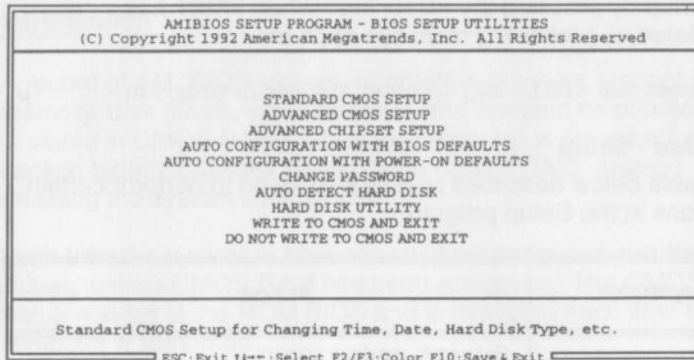 AMIBIOS SETUP PROGRAM - BIOS SETUP UTILITIES
(C) Copyright 1992 American Megatrends, Inc. All Rights Reserved
STANDARD CMOS SETUP
ADVANCED CMOS SETUP
ADVANCED CHIPSET SETUP
AUTO CONFIGURATION WITH BIOS DEFAULTS
AUTO CONFIGURATION WITH POWER-ON DEFAULTS
CHANGE PASSWORD
AUTO DETECT HARD DISK
HARD DISK UTILITY
WRITE TO CMOS AND EXIT
DO NOT WRITE TO CMOS AND EXIT
Standard CMOS Setup for Changing Time, Date, Hard Disk Type, etc.
ESC:Exit ↑↓→←:Select F2/F3:Color F10:Save & Exit